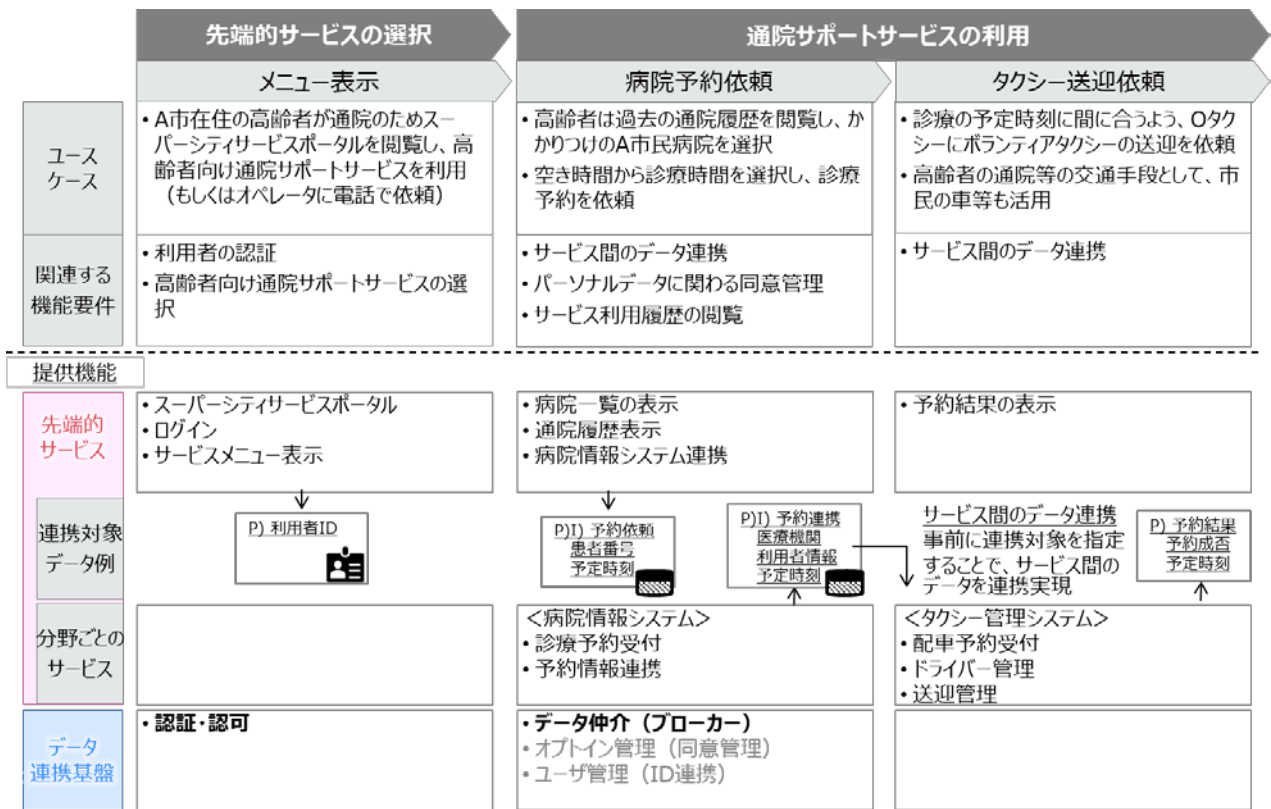 先端的サービスの選択
通院サポートサービスの利用
メニュー表示
病院予約依頼
タクシー送迎依頼
ユース
ケース
・A市在住の高齢者が通院のためスー
パーシティサービスポータルを閲覧し、高
齢者向け通院サポートサービスを利用
(もしくはオペレータに電話で依頼)
・高齢者は過去の通院履歴を閲覧し、か
かりつけのA市民病院を選択
・空き時間から診療時間を選択し、診療
予約を依頼
・診療の予定時刻に間に合うよう、Oタク
シーにボランティアタクシーの送迎を依頼
・高齢者の通院等の交通手段として、市
民の車等も活用
関連する
機能要件
・利用者の認証
・高齢者向け通院サポートサービスの選
択
・サービス間のデータ連携
・パーソナルデータに関わる同意管理
・サービス利用履歴の閲覧
・サービス間のデータ連携
提供機能
先端的
サービス
・スーパーシティサービスポータル
・ログイン
・サービスメニュー表示
・病院一覧の表示
・通院履歴表示
・病院情報システム連携
・予約結果の表示
連携対象
データ例
P) 利用者ID
P)I) 予約依頼
患者番号
予定時刻
P)I) 予約連携
医療機関
利用者情報
予定時刻
サービス間のデータ連携
事前に連携対象を指定
することで、サービス間の
データを連携実現
P) 予約結果
予約成否
予定時刻
分野ごとの
サービス
<病院情報システム>
・診療予約受付
・予約情報連携
<タクシー管理システム>
・配車予約受付
・ドライバー管理
・送迎管理
データ
連携基盤
・認証・認可
・データ仲介(ブローカー)
・オプトイン管理(同意管理)
・ユーザ管理(ID連携)